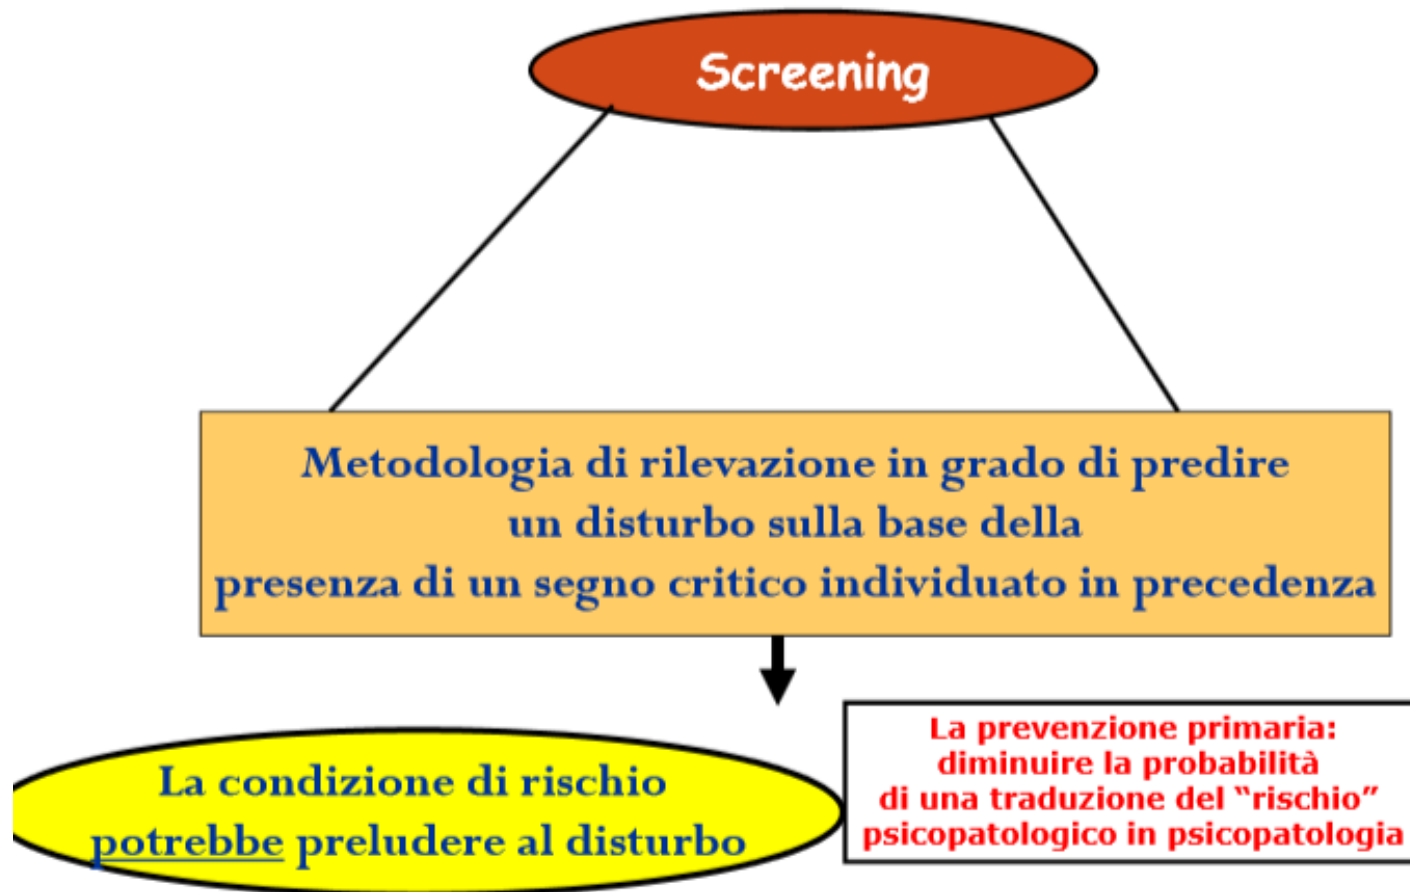 Screening
Metodologia di rilevazione in grado di predire
un disturbo sulla base della
presenza di un segno critico individuato in precedenza
La condizione di rischio
potrebbe preludere al disturbo
La prevenzione primaria:
diminuire la probabilità
di una traduzione del “rischio”
psicopatologico in psicopatologia